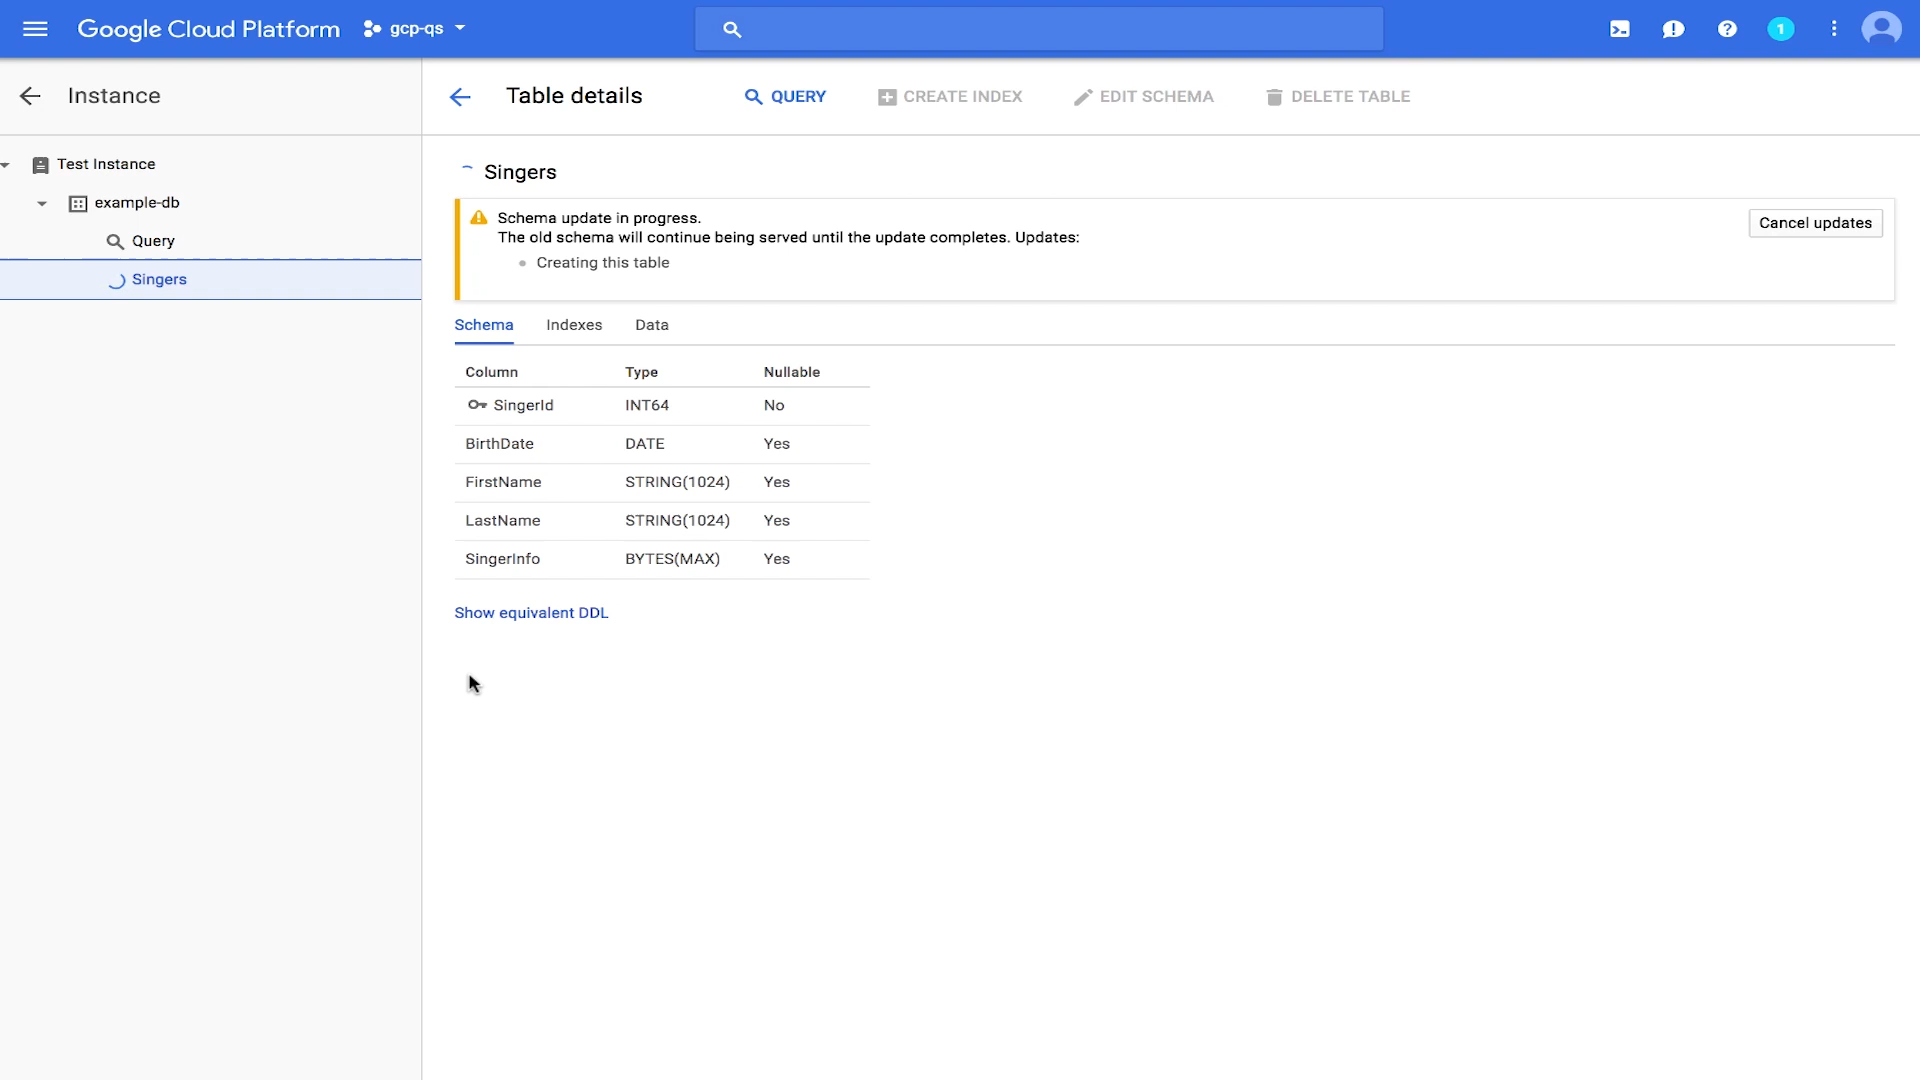 Google Cloud Platform gcp-qs 1
Instance
Table details QUERY CREATE INDEX EDIT SCHEMA DELETE TABLE
Test Instance
example-db
Query
Singers
Singers
Schema update in progress.
The old schema will continue being served until the update completes. Updates:
Creating this table
Cancel updates
Schema Indexes Data
Column Type Nullable
SingerId INT64 No
BirthDate DATE Yes
FirstName STRING(1024) Yes
LastName STRING(1024) Yes
SingerInfo BYTES(MAX) Yes
Show equivalent DDL